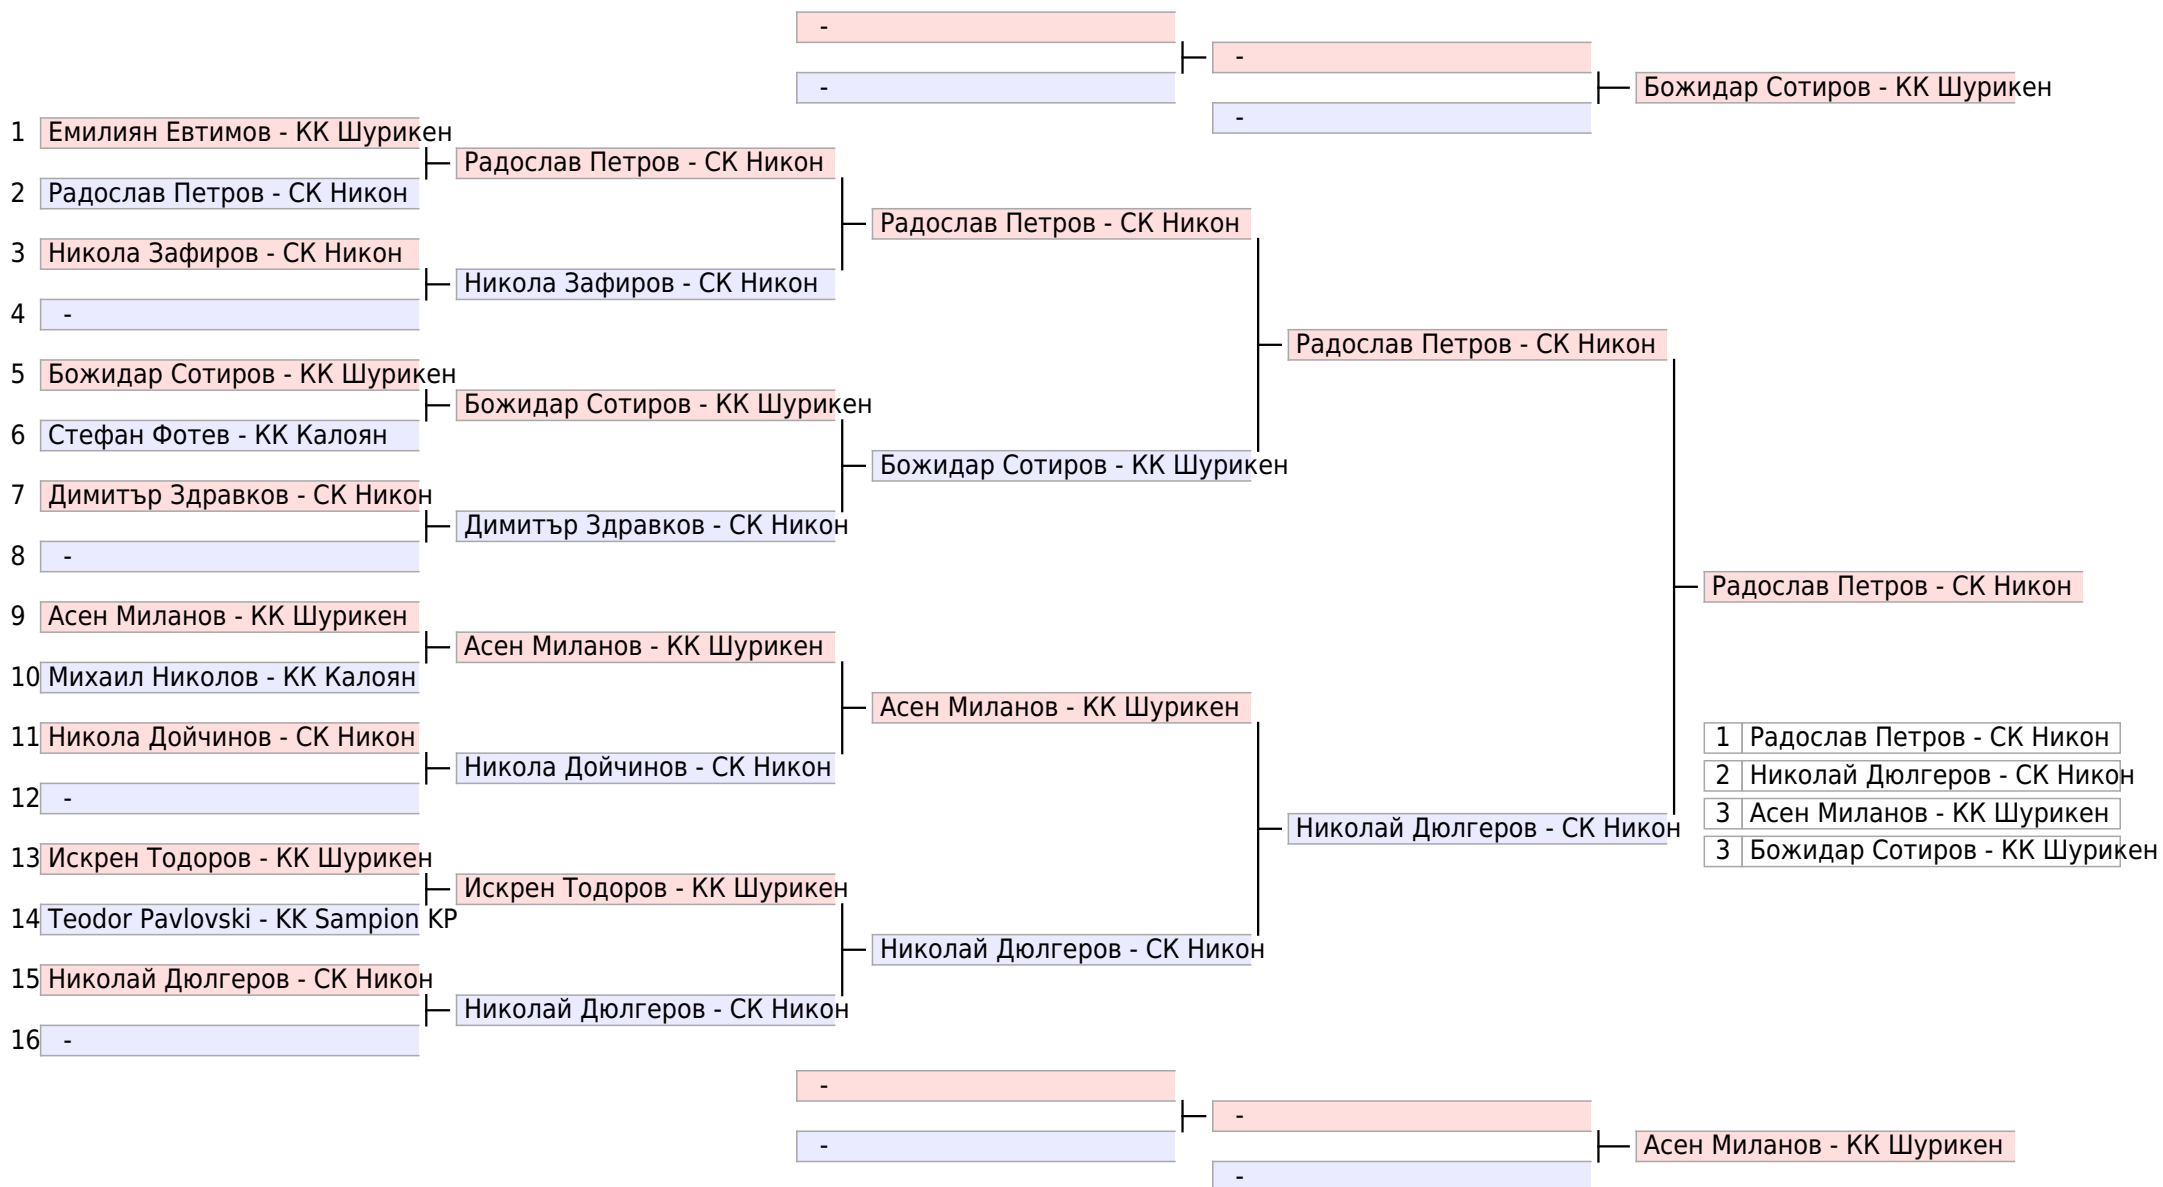 -
-
-
-
Божидар Сотиров - КК Шурикен
1 Емилиян Евтимов - КК Шурикен
2 Радослав Петров - СК Никон
3 Никола Зафиров - СК Никон
4 -
5 Божидар Сотиров - КК Шурикен
6 Стефан Фотев - КК Калоян
7 Димитър Здравков - СК Никон
8 -
9 Асен Миланов - КК Шурикен
10 Михаил Николов - КК Калоян
11 Никола Дойчинов - СК Никон
12 -
13 Искрен Тодоров - КК Шурикен
14 Teodor Pavlovski - KK Sampion KP
15 Николай Дюлгеров - СК Никон
16 -
Радослав Петров - СК Никон
Никола Зафиров - СК Никон
Божидар Сотиров - КК Шурикен
Димитър Здравков - СК Никон
Асен Миланов - КК Шурикен
Никола Дойчинов - СК Никон
Искрен Тодоров - КК Шурикен
Николай Дюлгеров - СК Никон
Радослав Петров - СК Никон
Божидар Сотиров - КК Шурикен
Асен Миланов - КК Шурикен
Николай Дюлгеров - СК Никон
Радослав Петров - СК Никон
Николай Дюлгеров - СК Никон
Радослав Петров - СК Никон
1 Радослав Петров - СК Никон
2 Николай Дюлгеров - СК Никон
3 Асен Миланов - КК Шурикен
3 Божидар Сотиров - КК Шурикен
-
-
-
-
Асен Миланов - КК Шурикен